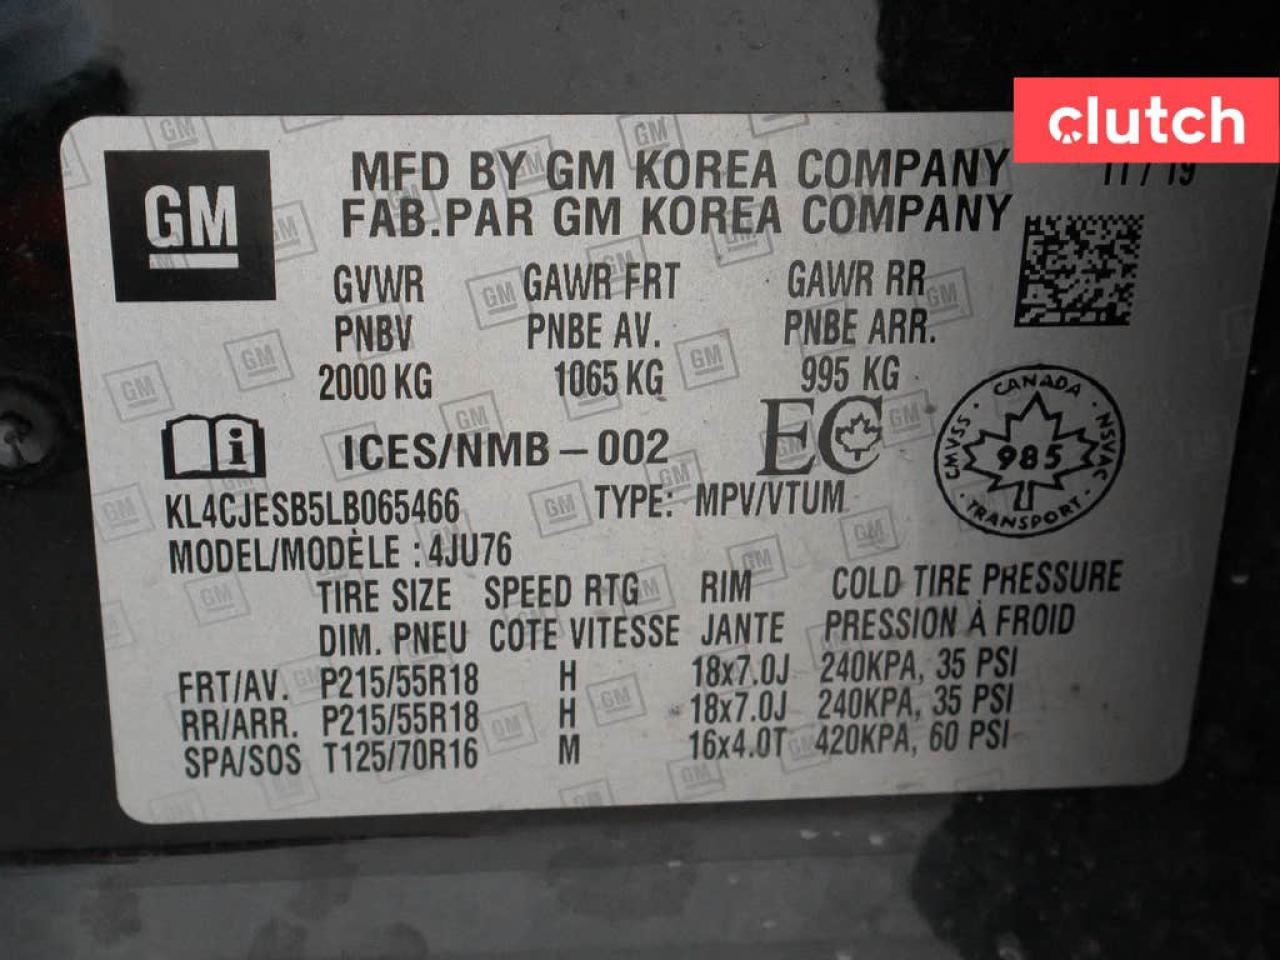 clutch
MFD BY GM KOREA COMPANY 11 / 19
FAB.PAR GM KOREA COMPANY
GM
GVWR GAWR FRT GAWR RR
PNBV PNBE AV. PNBE ARR.
2000 KG 1065 KG 995 KG
ICES/NMB-002 EC
CANADA
CMVSS 985 NSVAC
TRANSPORT
KL4CJESB5LB065466 TYPE: MPV/VTUM
MODEL/MODÈLE : 4JU76
TIRE SIZE SPEED RTG RIM COLD TIRE PRESSURE
DIM. PNEU COTE VITESSE JANTE PRESSION À FROID
FRT/AV. P215/55R18 H 18x7.0J 240KPA, 35 PSI
RR/ARR. P215/55R18 H 18x7.0J 240KPA, 35 PSI
SPA/SOS T125/70R16 M 16x4.0T 420KPA, 60 PSI